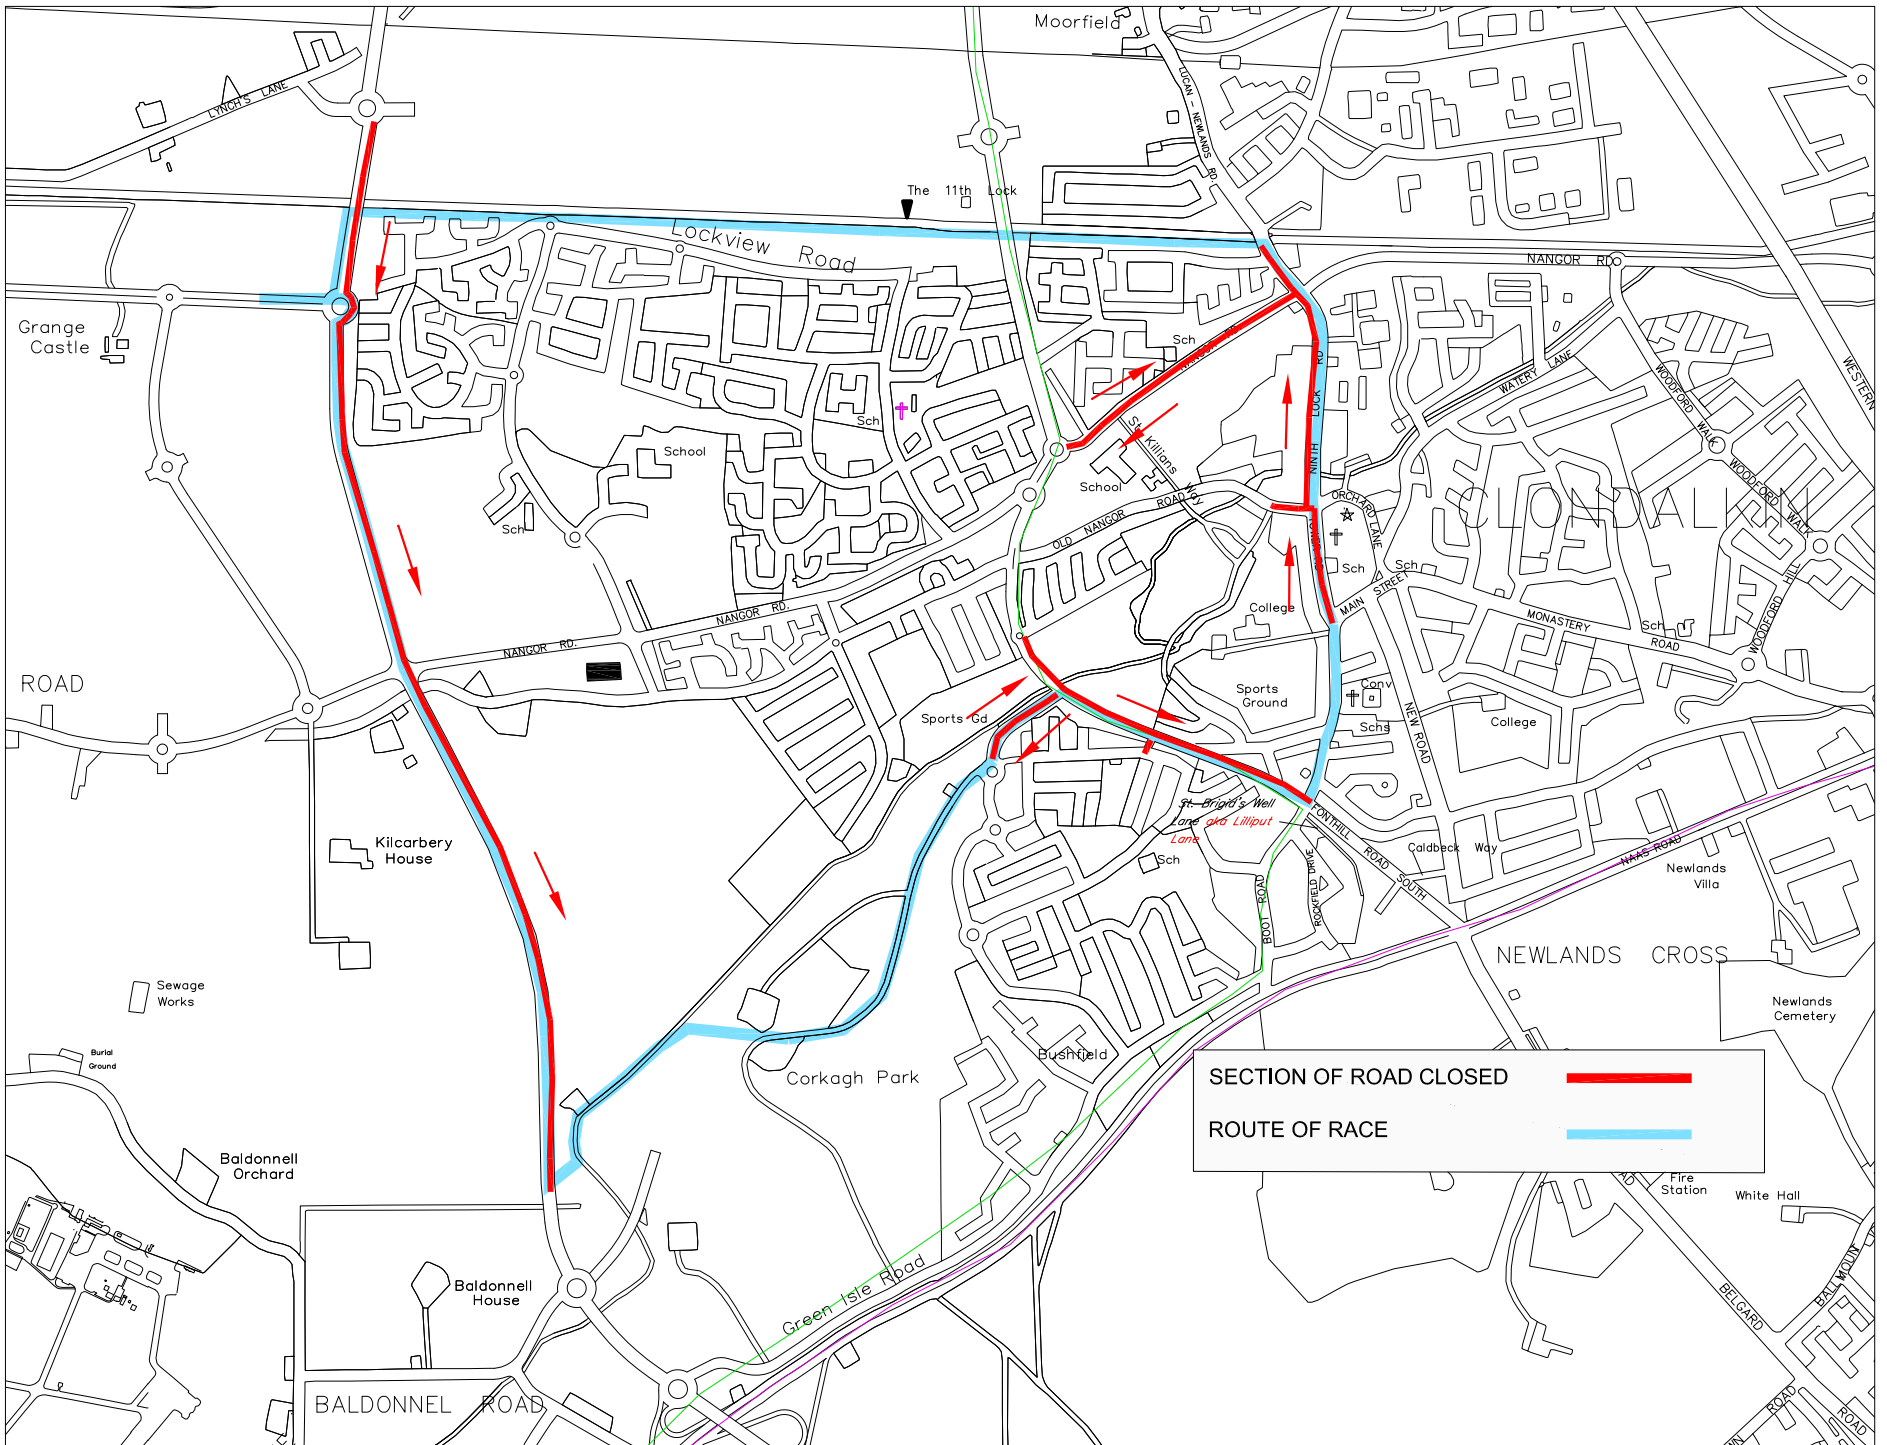 Moorfield
LYNCH'S LANE
LUCAN - NEWLANDS RD.
The 11th Lock
Lockview Road
NANGOR RD
Grange
Castle
Sch
NANGOR RD
RD
WATERY LANE
WESTERN
WOODFORD WALK
Sch
School
St. Killians Way
School
NINTH LOCK
WOODFORD WALK
ORCHARD LANE
CLONDALKIN
Sch
OLD NANGOR ROAD
Sch
Sch
MAIN STREET
HILL
WOODFORD
College
NANGOR RD.
MONASTERY ROAD
Sch
NANGOR RD.
ROAD
Sports
Ground
Conv
Sports Gd
Schs
NEW ROAD
College
St. Brigid's Well
Lane aka Lilliput
Lane
FONTHILL ROAD SOUTH
Kilcarbery
House
Caldbeck Way
NAAS ROAD
Sch
Newlands
Villa
BOOT ROAD
ROCKFIELD DRIVE
NEWLANDS CROSS
Sewage
Works
Newlands
Cemetery
Burial
Ground
Bushfield
Corkagh Park
SECTION OF ROAD CLOSED
ROUTE OF RACE
Baldonnell
Orchard
Fire
Station
White Hall
Baldonnell
House
Green Isle Road
BELGARD
ROAD
BALLYMOUN
BALDONNEL ROAD
ROAD